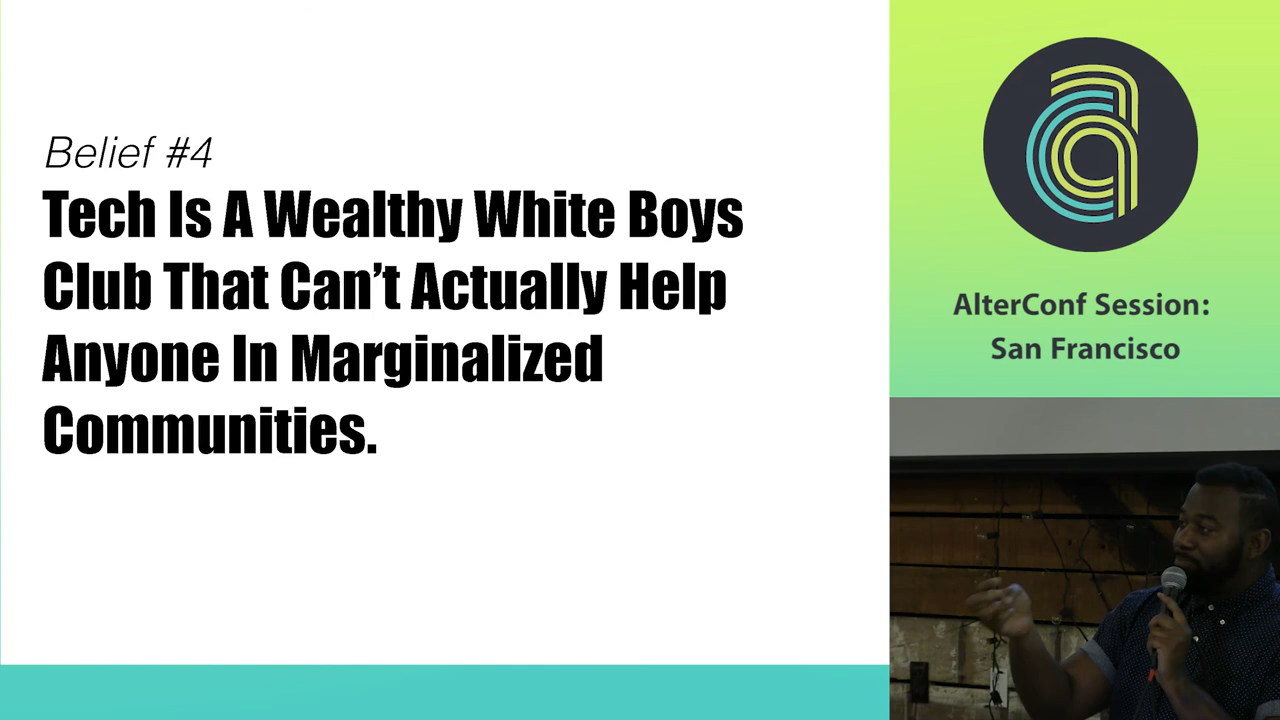 Belief #4
Tech Is A Wealthy White Boys
Club That Can’t Actually Help
Anyone In Marginalized
Communities.
AlterConf Session:
San Francisco